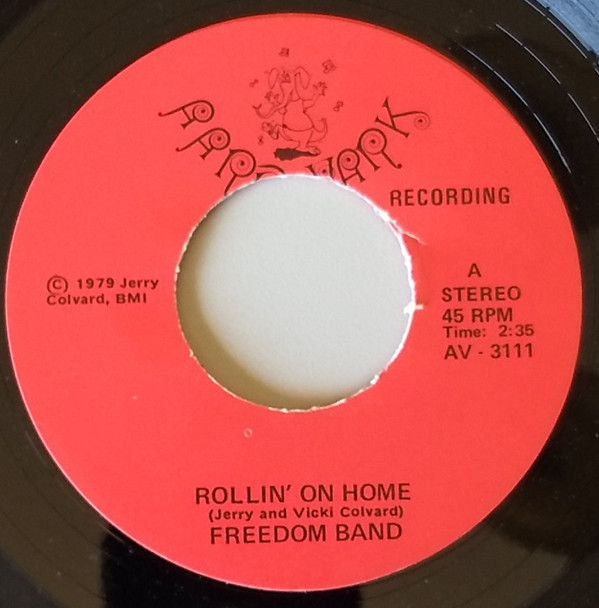 AARDVARK
RECORDING
© 1979 Jerry
Colvard, BMI
A
STEREO
45 RPM
Time: 2:35
AV - 3111
ROLLIN' ON HOME
(Jerry and Vicki Colvard)
FREEDOM BAND